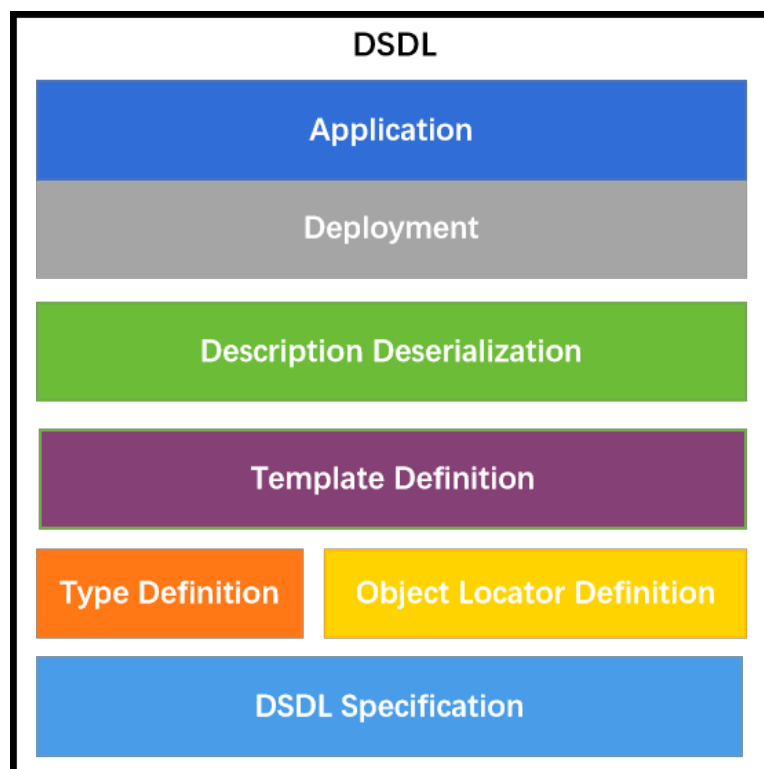 DSDL
Application
Deployment
Description Deserialization
Template Definition
Type Definition
Object Locator Definition
DSDL Specification